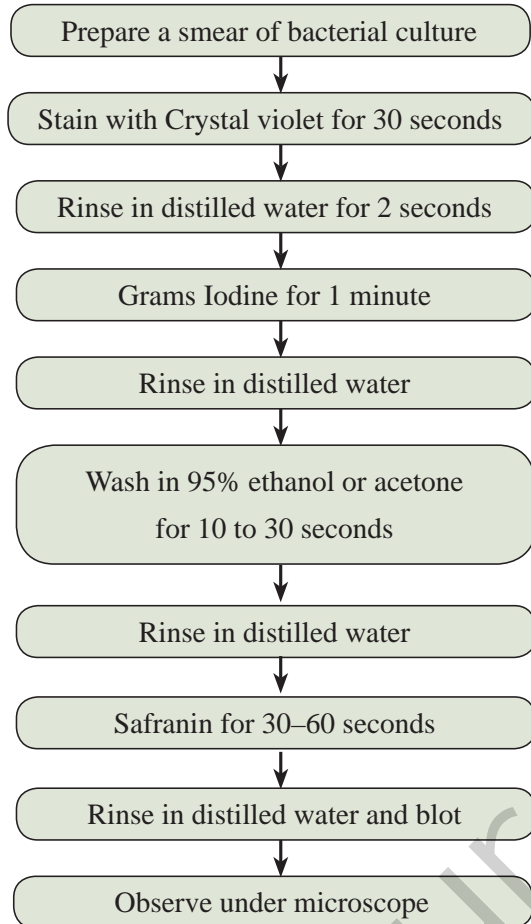 Prepare a smear of bacterial culture
Stain with Crystal violet for 30 seconds
Rinse in distilled water for 2 seconds
Grams Iodine for 1 minute
Rinse in distilled water
Wash in 95% ethanol or acetone
for 10 to 30 seconds
Rinse in distilled water
Safranin for 30–60 seconds
Rinse in distilled water and blot
Observe under microscope